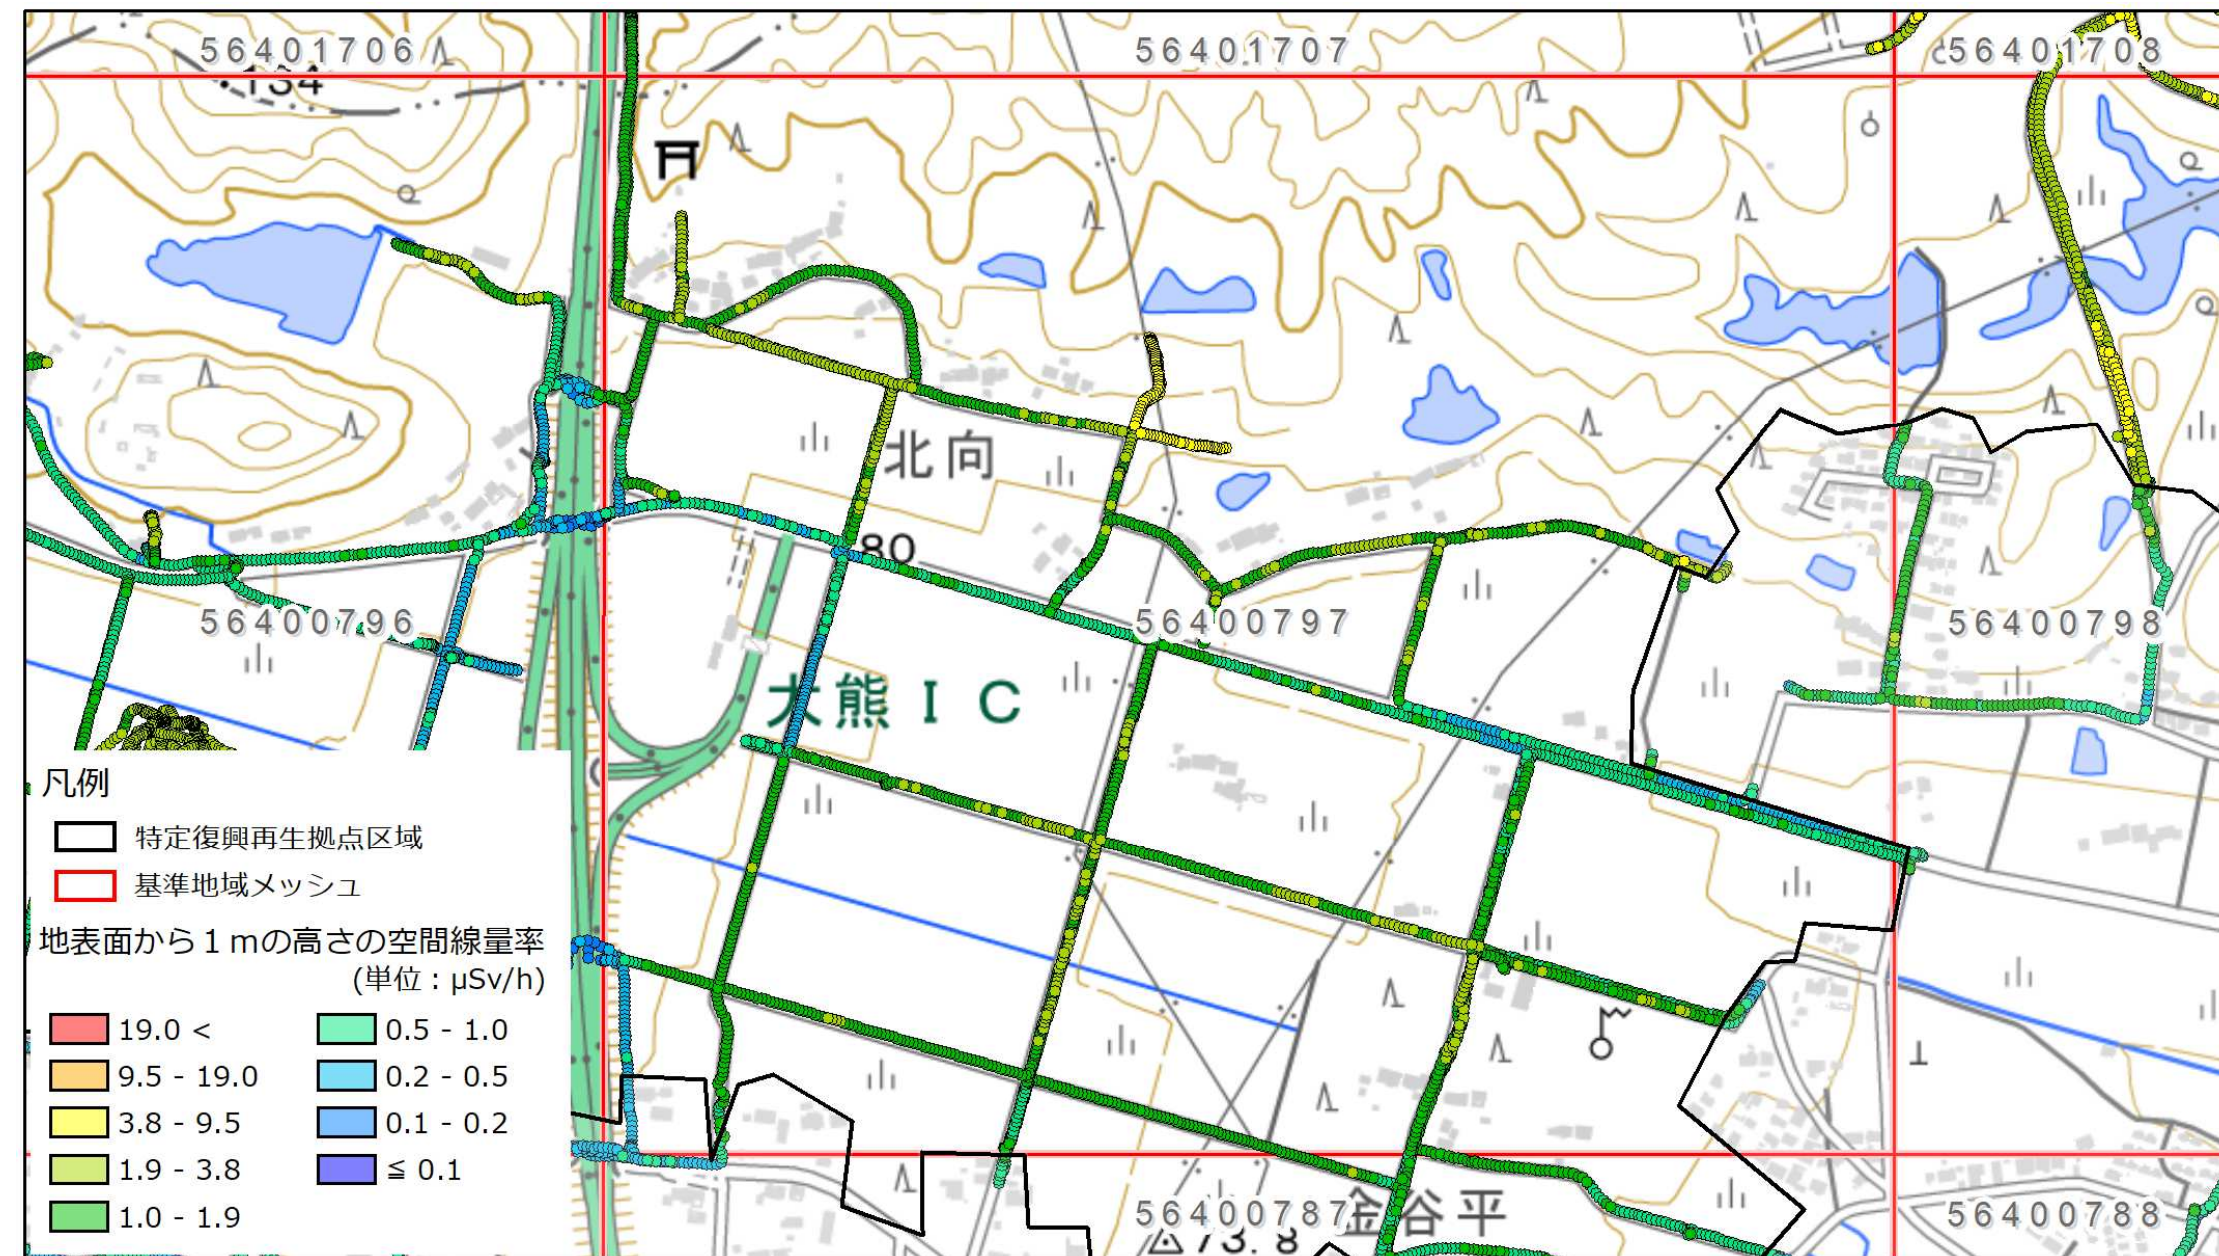 56401706
56401707
56401708
134
北向
80
56400796
56400797
56400798
大熊IC
凡例
特定復興再生拠点区域
基準地域メッシュ
地表面から1mの高さの空間線量率
(単位:μSv/h)
19.0 <
0.5 - 1.0
9.5 - 19.0
0.2 - 0.5
3.8 - 9.5
0.1 - 0.2
1.9 - 3.8
≦ 0.1
1.0 - 1.9
56400787
金谷平
56400788
73.8